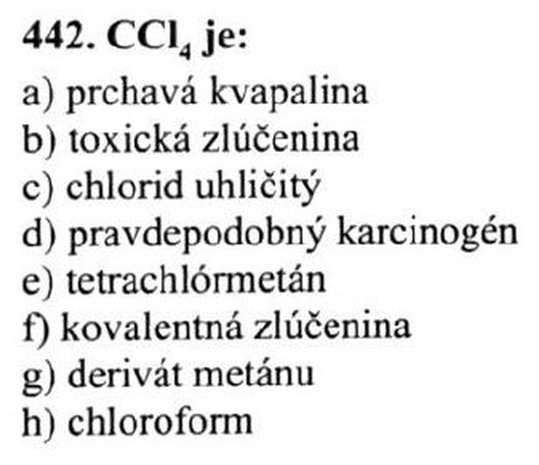 442. CCl₄ je:
a) prchavá kvapalina
b) toxická zlúčenina
c) chlorid uhličitý
d) pravdepodobný karcinogén
e) tetrachlórmetán
f) kovalentná zlúčenina
g) derivát metánu
h) chloroform